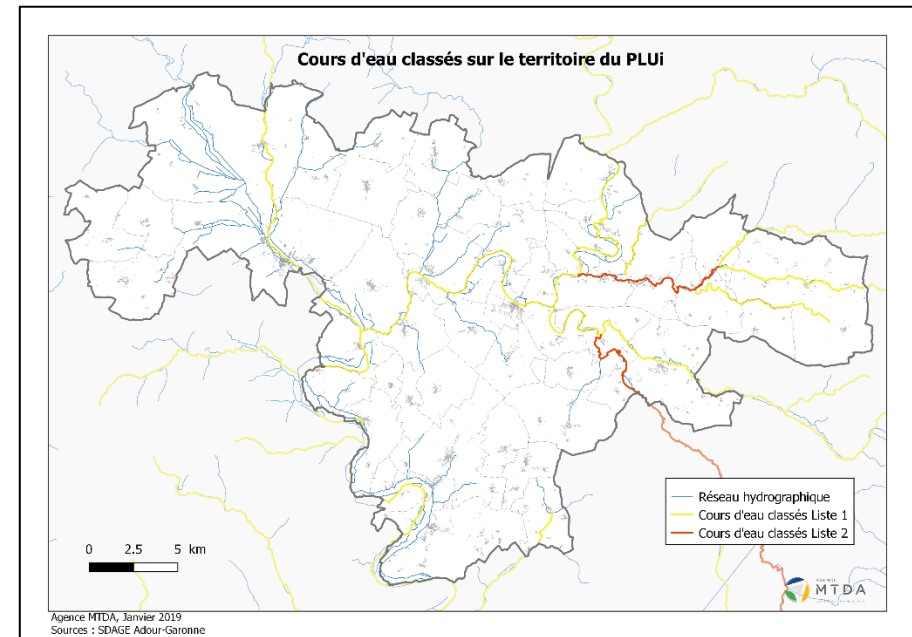 Cours d'eau classés sur le territoire du PLUi
Réseau hydrographique
Cours d'eau classés Liste 1
Cours d'eau classés Liste 2
0 2.5 5 km
MTDA
Agence MTDA, Janvier 2019
Sources : SDAGE Adour-Garonne